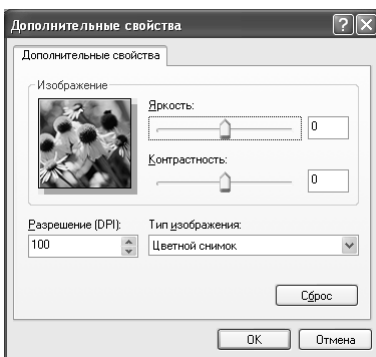 Дополнительные свойства
Дополнительные свойства
Изображение
Яркость:
0
Контрастность:
0
Разрешение (DPI): Тип изображения:
100 Цветной снимок
Сброс
OK Отмена